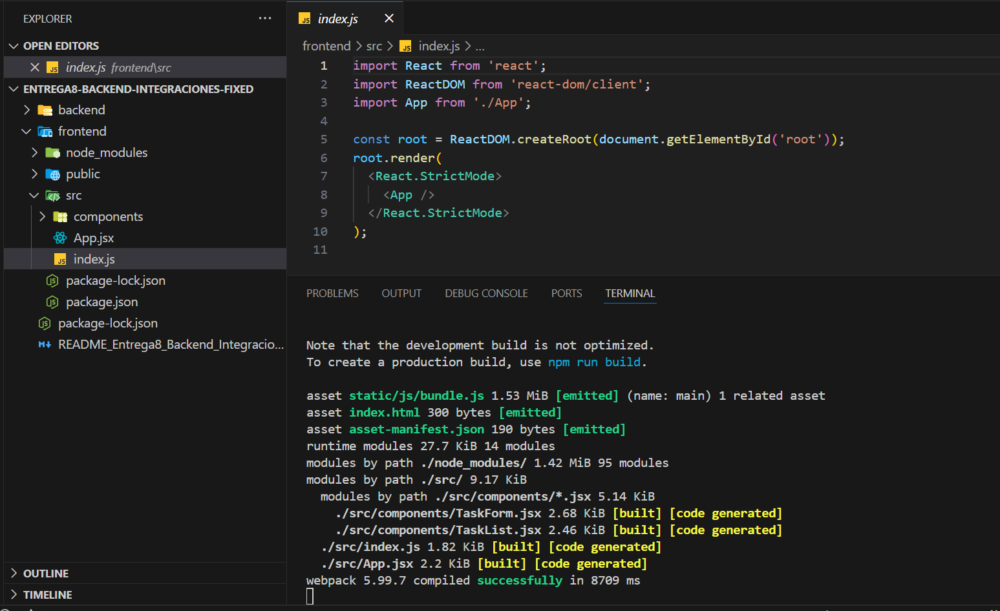 EXPLORER
OPEN EDITORS
index.js frontend\src
ENTREGA8-BACKEND-INTEGRACIONES-FIXED
backend
frontend
node_modules
public
src
components
App.jsx
index.js
package-lock.json
package.json
package-lock.json
README_Entrega8_Backend_Integracio...
OUTLINE
TIMELINE
index.js
frontend > src > index.js > ...
1 import React from 'react';
2 import ReactDOM from 'react-dom/client';
3 import App from './App';
4
5 const root = ReactDOM.createRoot(document.getElementById('root'));
6 root.render(
7 <React.StrictMode>
8 <App />
9 </React.StrictMode>
10 );
11
PROBLEMS OUTPUT DEBUG CONSOLE PORTS TERMINAL
Note that the development build is not optimized.
To create a production build, use npm run build.
asset static/js/bundle.js 1.53 MiB [emitted] (name: main) 1 related asset
asset index.html 300 bytes [emitted]
asset asset-manifest.json 190 bytes [emitted]
runtime modules 27.7 KiB 14 modules
modules by path ./node_modules/ 1.42 MiB 95 modules
modules by path ./src/ 9.17 KiB
modules by path ./src/components/*.jsx 5.14 KiB
./src/components/TaskForm.jsx 2.68 KiB [built] [code generated]
./src/components/TaskList.jsx 2.46 KiB [built] [code generated]
./src/index.js 1.82 KiB [built] [code generated]
./src/App.jsx 2.2 KiB [built] [code generated]
webpack 5.99.7 compiled successfully in 8709 ms